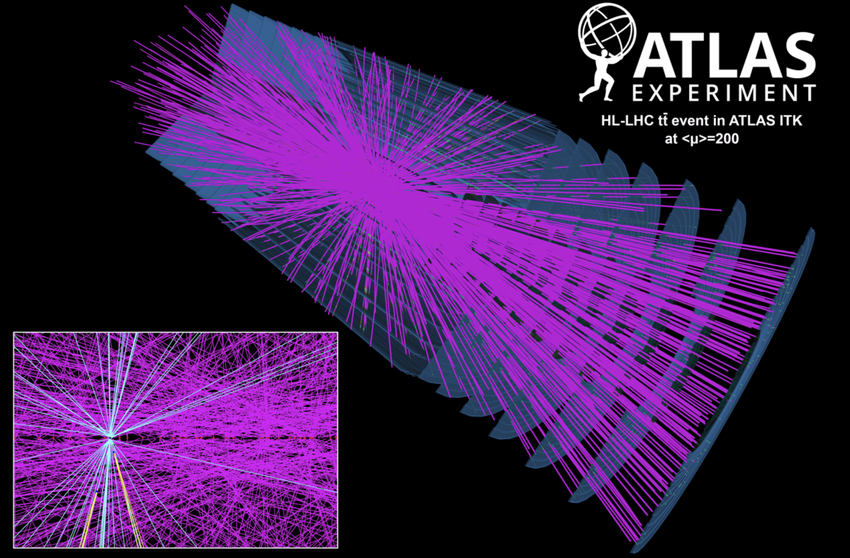 ATLAS
EXPERIMENT
HL-LHC tt̄ event in ATLAS ITK
at <μ>=200